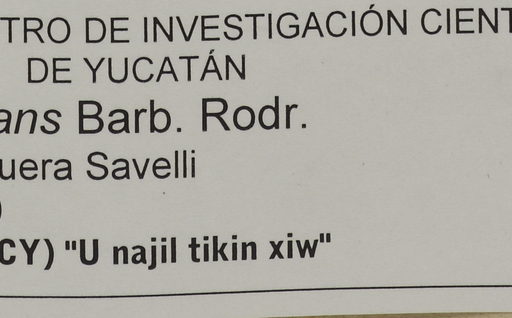 TRO DE INVESTIGACIÓN CIENT
DE YUCATÁN
ans Barb. Rodr.
uera Savelli
)
CY) "U najil tikin xiw"